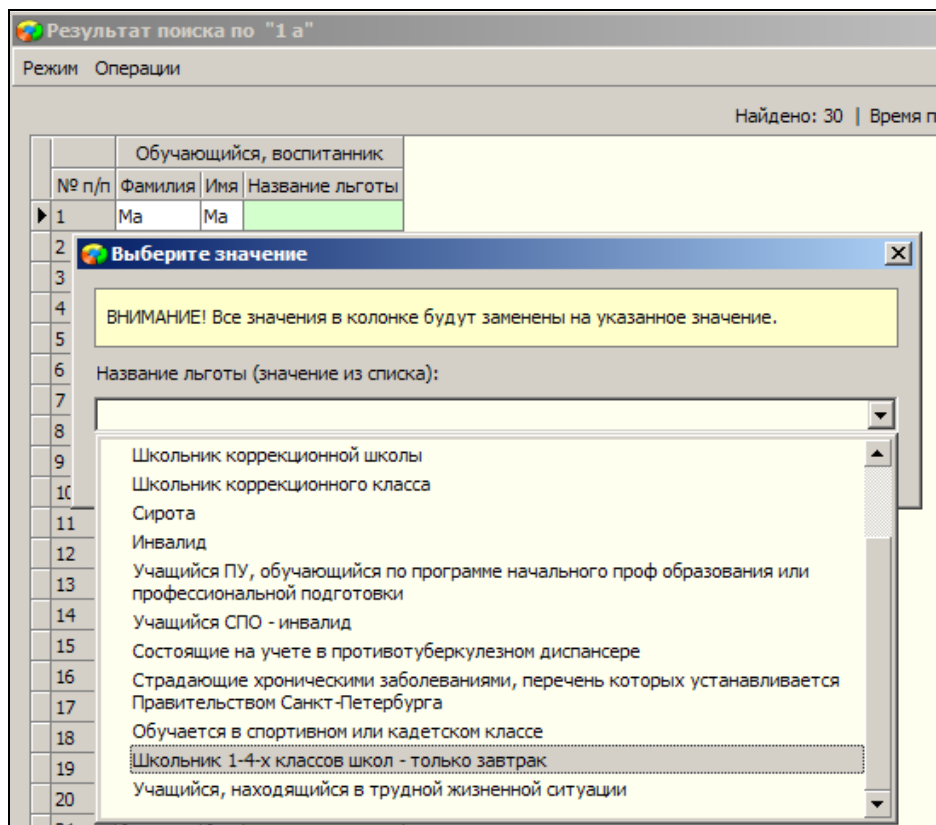 Результат поиска по "1 а"
Режим Операции
Найдено: 30 | Время п
Обучающийся, воспитанник
№ п/п Фамилия Имя Название льготы
1 Ма Ма
2
Выберите значение
3
4
ВНИМАНИЕ! Все значения в колонке будут заменены на указанное значение.
5
6
Название льготы (значение из списка):
7
8
9
Школьник коррекционной школы
10
Школьник коррекционного класса
11
Сирота
12
Инвалид
13
Учащийся ПУ, обучающийся по программе начального проф образования или
профессиональной подготовки
14
Учащийся СПО - инвалид
15
Состоящие на учете в противотуберкулезном диспансере
16
Страдающие хроническими заболеваниями, перечень которых устанавливается
17
Правительством Санкт-Петербурга
18
Обучается в спортивном или кадетском классе
19
Школьник 1-4-х классов школ - только завтрак
20
Учащийся, находящийся в трудной жизненной ситуации